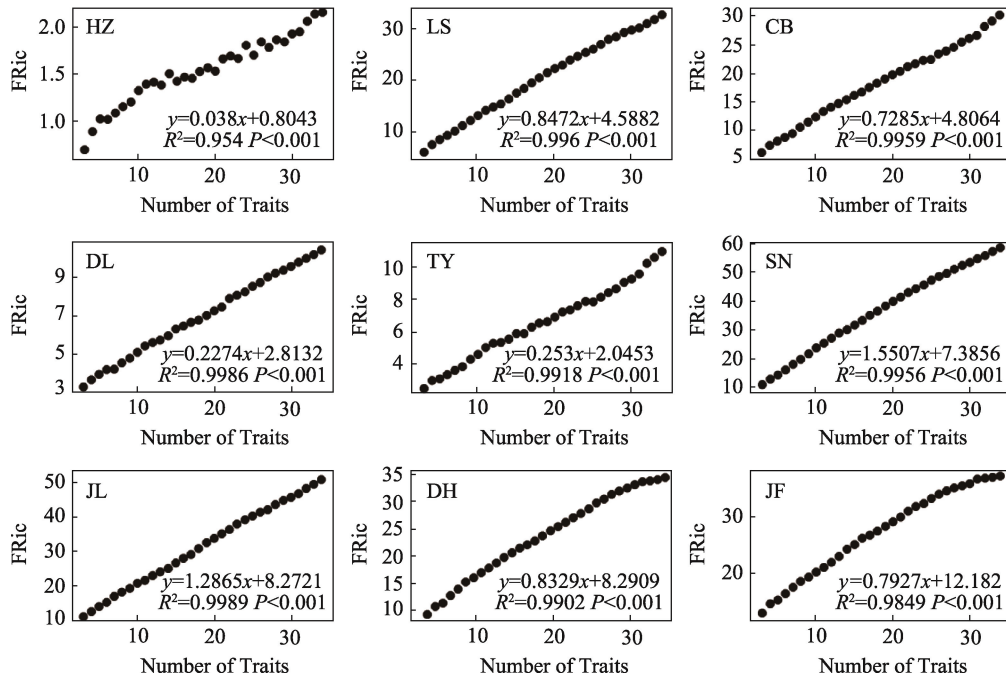 HZ
FRic
2.0
1.5
1.0
y=0.038x+0.8043
R²=0.954 P<0.001
10 20 30
Number of Traits
LS
FRic
30
20
10
y=0.8472x+4.5882
R²=0.996 P<0.001
10 20 30
Number of Traits
CB
FRic
30
25
20
15
10
5
y=0.7285x+4.8064
R²=0.9959 P<0.001
10 20 30
Number of Traits
DL
FRic
9
7
5
3
y=0.2274x+2.8132
R²=0.9986 P<0.001
10 20 30
Number of Traits
TY
FRic
10
8
6
4
y=0.253x+2.0453
R²=0.9918 P<0.001
10 20 30
Number of Traits
SN
FRic
60
50
40
30
20
10
y=1.5507x+7.3856
R²=0.9956 P<0.001
10 20 30
Number of Traits
JL
FRic
50
40
30
20
10
y=1.2865x+8.2721
R²=0.9989 P<0.001
10 20 30
Number of Traits
DH
FRic
35
30
25
20
15
10
y=0.8329x+8.2909
R²=0.9902 P<0.001
10 20 30
Number of Traits
JF
FRic
30
20
y=0.7927x+12.182
R²=0.9849 P<0.001
10 20 30
Number of Traits